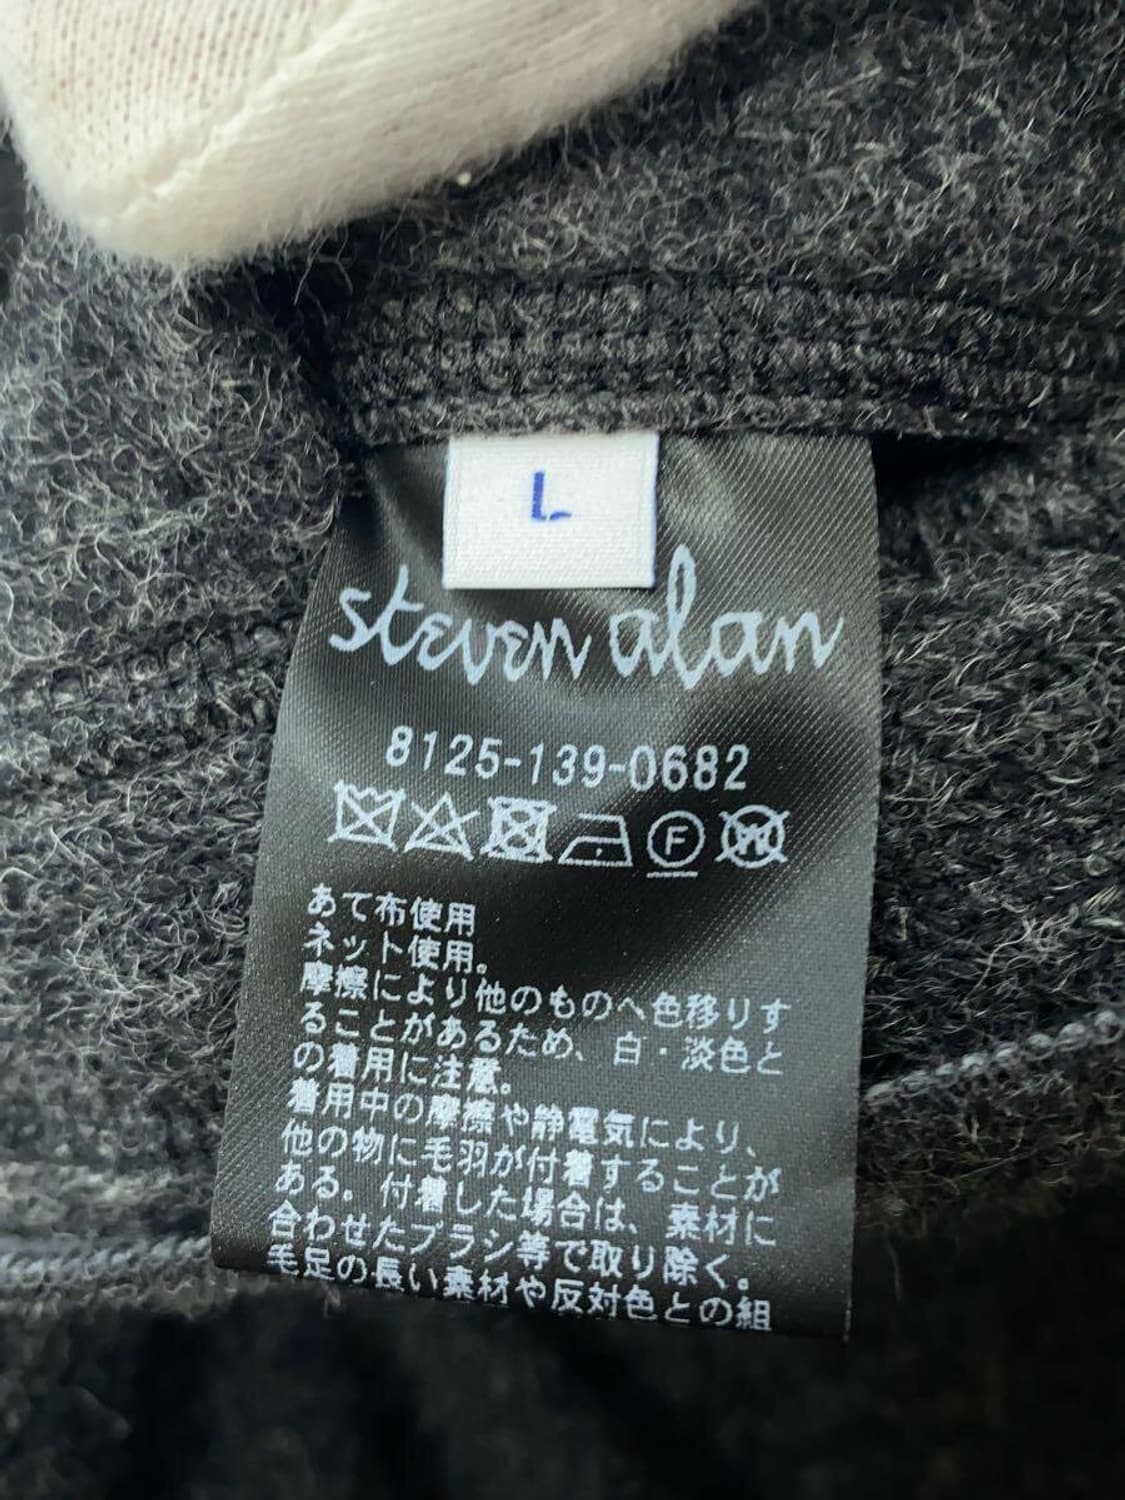 L
steven alan
8125-139-0682
F W
あて布使用
ネット使用。
摩擦により他のものへ色移りす
ることがあるため、白・淡色と
の着用に注意。
着用中の摩擦や静電気により、
他の物に毛羽が付着することが
ある。付着した場合は、素材に
合わせたブラシ等で取り除く。
毛足の長い素材や反対色との組